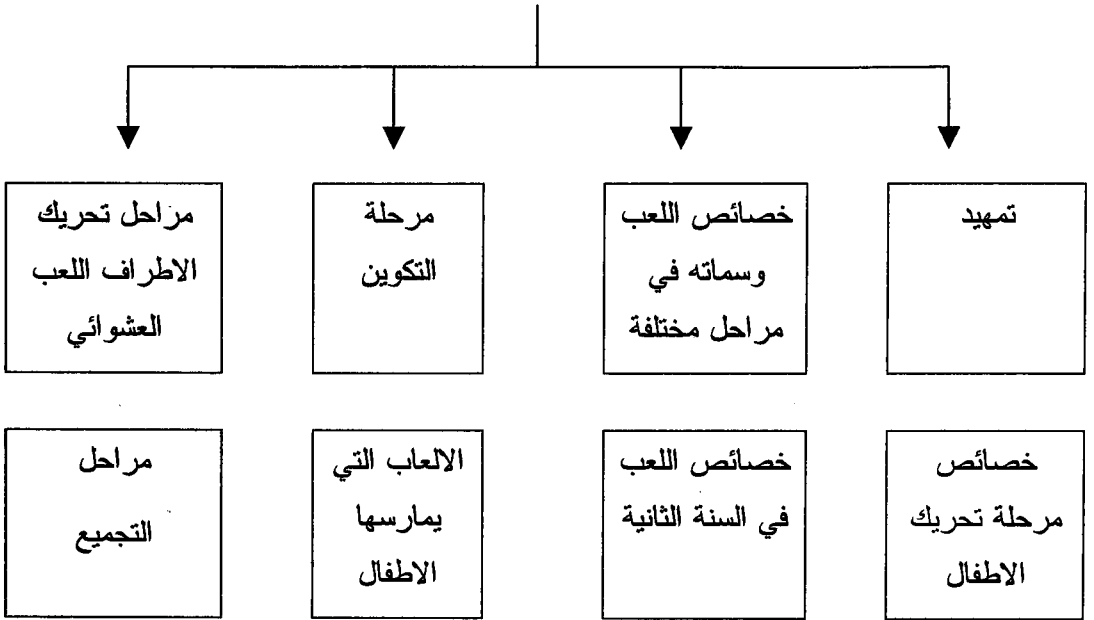 تمهيد
خصائص اللعب
وسماته في
مراحل مختلفة
مرحلة
التكوين
مراحل تحريك
الاطراف اللعب
العشوائي
خصائص
مرحلة تحريك
الاطفال
خصائص اللعب
في السنة الثانية
الالعاب التي
يمارسها
الاطفال
مراحل
التجميع